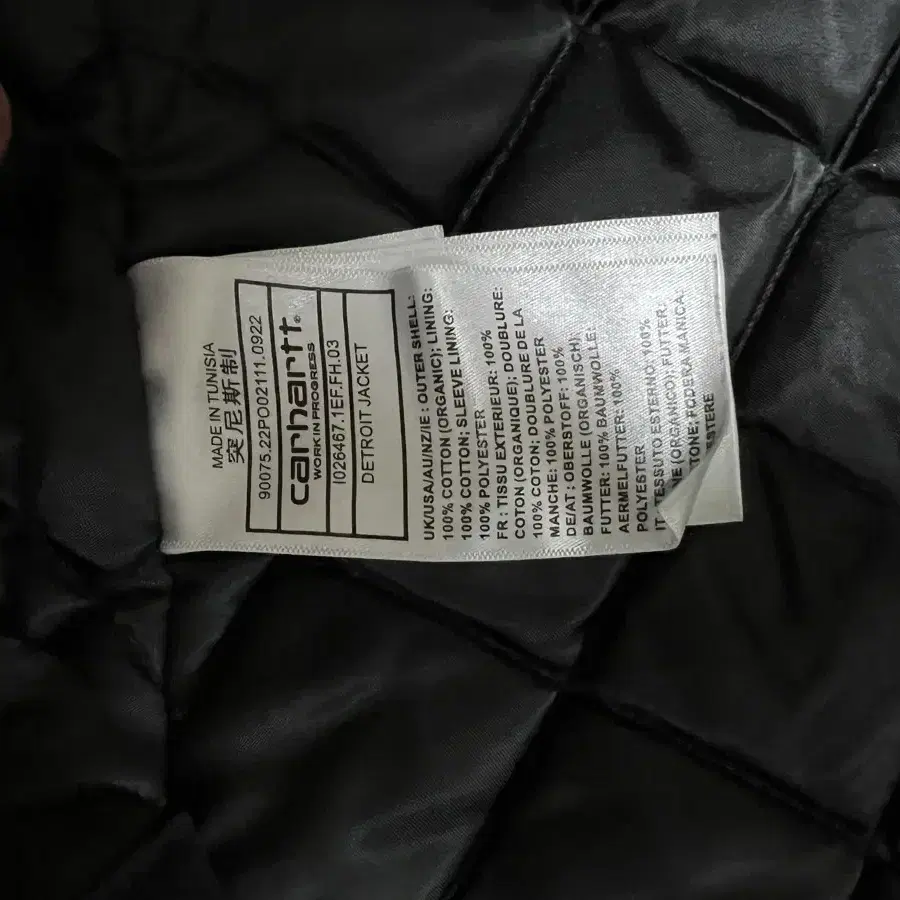 MADE IN TUNISIA
突尼斯制
90075.22PO02111.0922
carhartt®
WORK IN PROGRESS
I026467.1EF.FH.03
DETROIT JACKET
UK/USA/AU/NZ/IE : OUTER SHELL:
100% COTTON (ORGANIC); LINING:
100% COTTON; SLEEVE LINING:
100% POLYESTER
FR : TISSU EXTERIEUR: 100%
COTON (ORGANIQUE); DOUBLURE:
100% COTON; DOUBLURE DE LA
MANCHE: 100% POLYESTER
DE/AT : OBERSTOFF: 100%
BAUMWOLLE (ORGANISCH);
FUTTER: 100% BAUMWOLLE;
AERMELFUTTER: 100%
POLYESTER
TESSUTO ESTERNO: 100%
(ORGANICO); FUTTER:
FODERA MANICA: